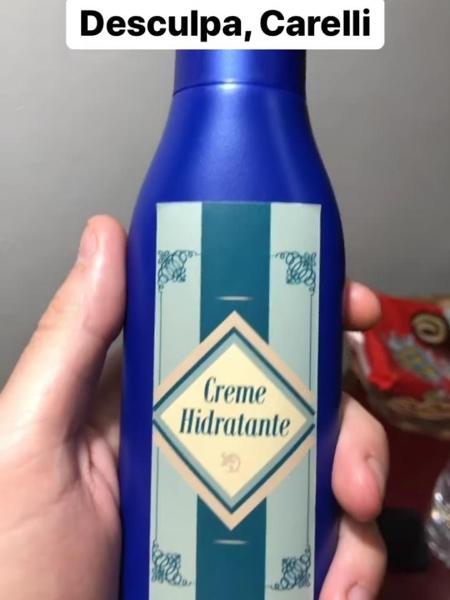 Desculpa, Carelli
Creme
Hidratante